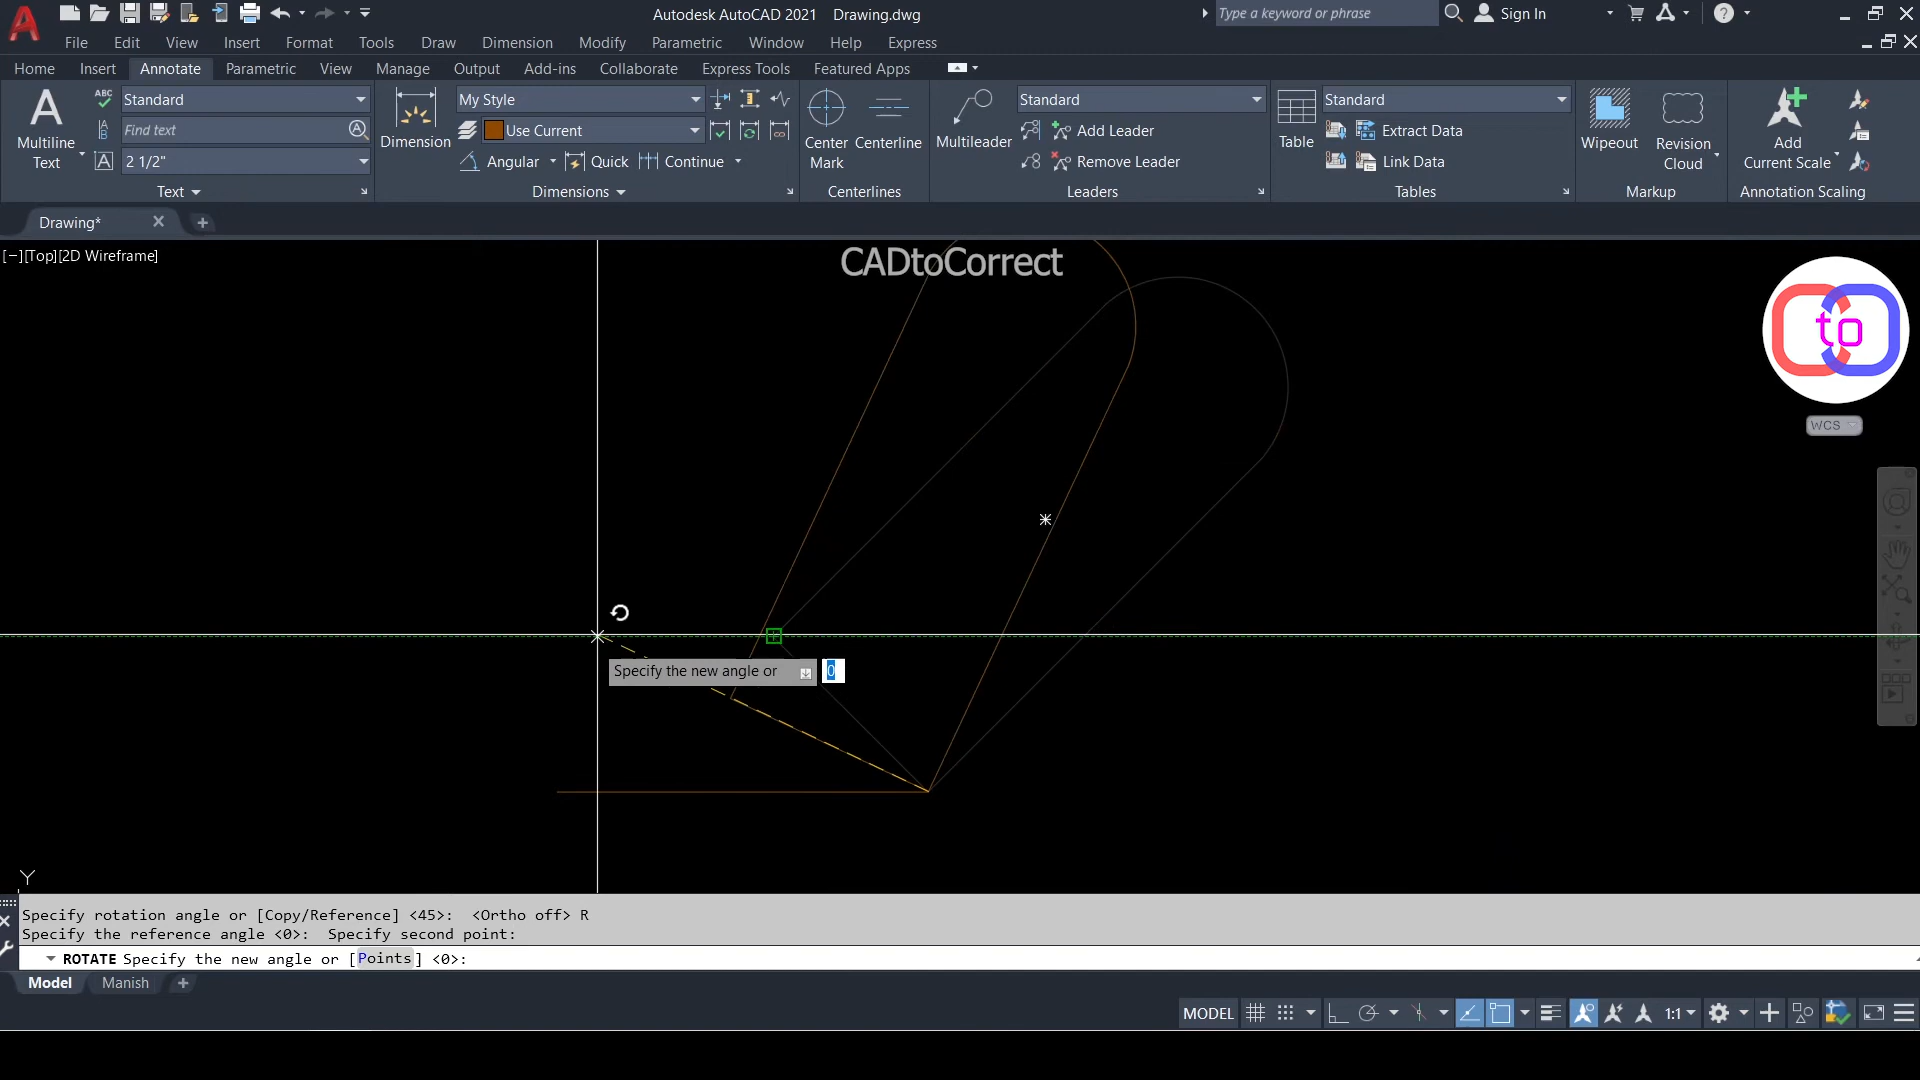 Autodesk AutoCAD 2021 Drawing.dwg
Type a keyword or phrase
Sign In
File Edit View Insert Format Tools Draw Dimension Modify Parametric Window Help Express
Home Insert Annotate Parametric View Manage Output Add-ins Collaborate Express Tools Featured Apps
A
Multiline
Text
ABC
Standard
Find text
2 1/2"
Text
Dimension
My Style
Use Current
Angular Quick Continue
Dimensions
Center
Mark
Centerline
Centerlines
Multileader
Standard
Add Leader
Remove Leader
Leaders
Table
Standard
Extract Data
Link Data
Tables
Wipeout
Revision
Cloud
Markup
Add
Current Scale
Annotation Scaling
Drawing*
[−][Top][2D Wireframe]
CADtoCorrect
to
WCS
Specify the new angle or 0
Y
Specify rotation angle or [Copy/Reference] <45>: <Ortho off> R
Specify the reference angle <0>: Specify second point:
ROTATE Specify the new angle or [Points] <0>:
Model Manish
MODEL 1:1